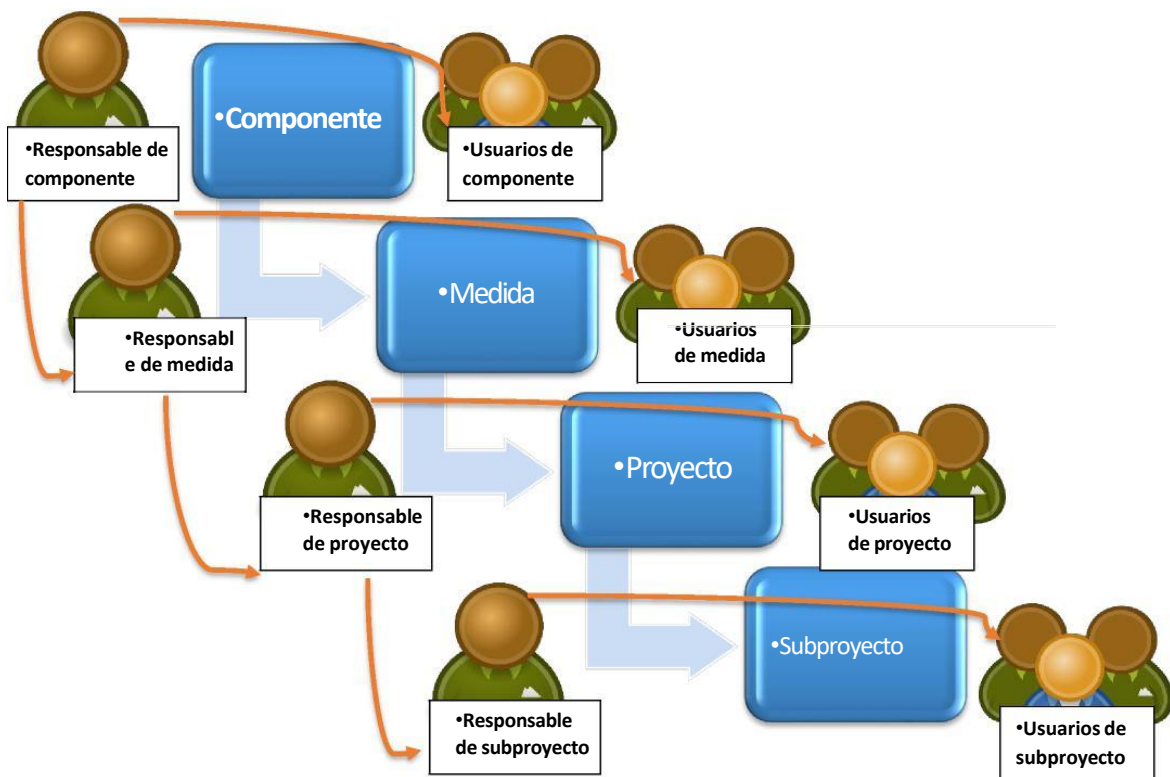 •Componente
•Responsable de
componente
•Usuarios de
componente
•Medida
•Responsabl
e de medida
•Usuarios
de medida
•Proyecto
•Responsable
de proyecto
•Usuarios
de proyecto
•Subproyecto
•Responsable
de subproyecto
•Usuarios de
subproyecto